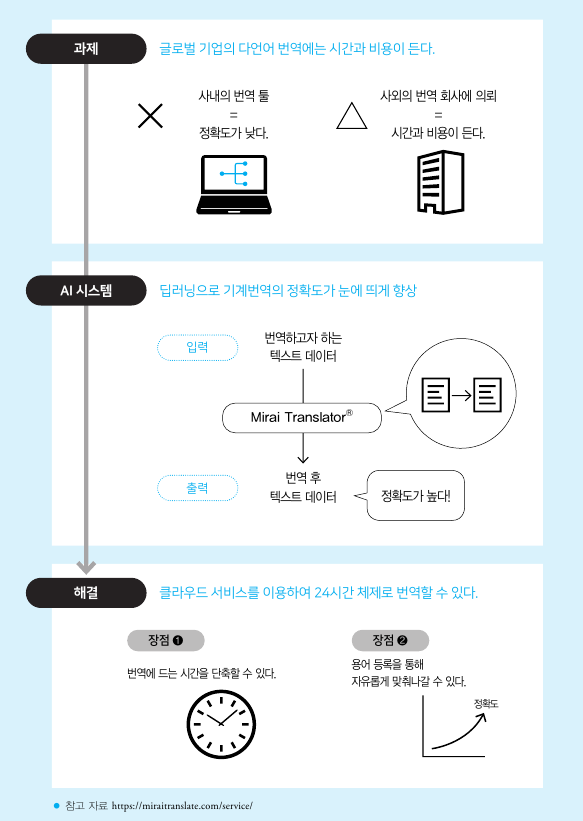 과제
글로벌 기업의 다언어 번역에는 시간과 비용이 든다.
사내의 번역 툴
=
정확도가 낮다.
사외의 번역 회사에 의뢰
=
시간과 비용이 든다.
AI 시스템
딥러닝으로 기계번역의 정확도가 눈에 띄게 향상
입력
번역하고자 하는
텍스트 데이터
Mirai Translator®
출력
번역 후
텍스트 데이터
정확도가 높다!
해결
클라우드 서비스를 이용하여 24시간 체제로 번역할 수 있다.
장점 ❶
번역에 드는 시간을 단축할 수 있다.
장점 ❷
용어 등록을 통해
자유롭게 맞춰나갈 수 있다.
정확도
● 참고 자료 https://miraitranslate.com/service/